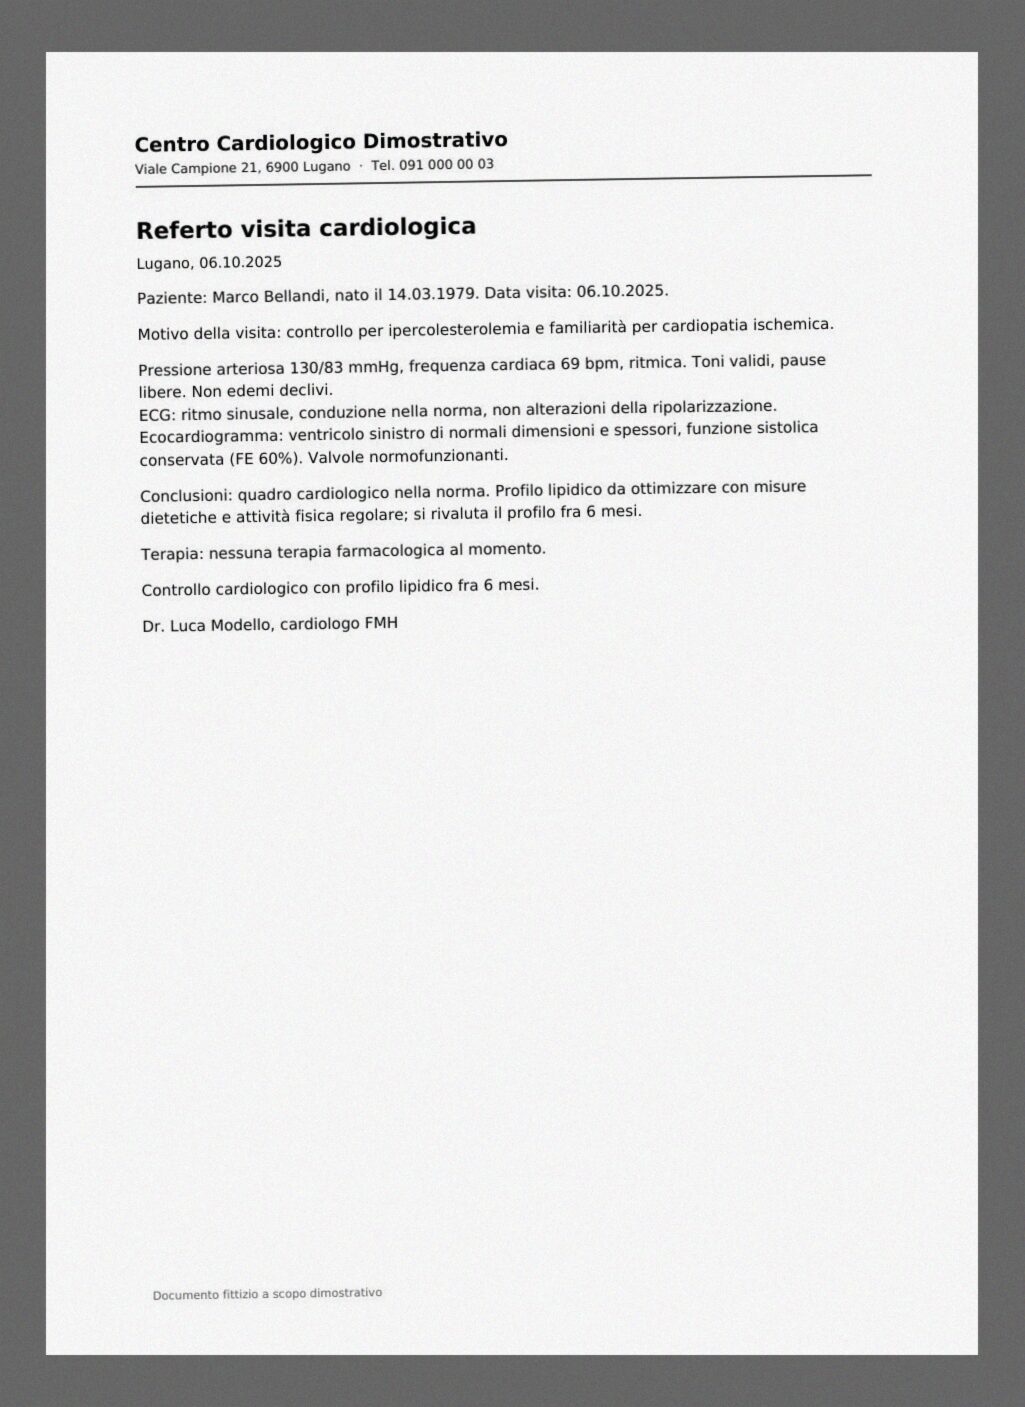 Centro Cardiologico Dimostrativo
Viale Campione 21, 6900 Lugano · Tel. 091 000 00 03
Referto visita cardiologica
Lugano, 06.10.2025
Paziente: Marco Bellandi, nato il 14.03.1979. Data visita: 06.10.2025.
Motivo della visita: controllo per ipercolesterolemia e familiarità per cardiopatia ischemica.
Pressione arteriosa 130/83 mmHg, frequenza cardiaca 69 bpm, ritmica. Toni validi, pause
libere. Non edemi declivi.
ECG: ritmo sinusale, conduzione nella norma, non alterazioni della ripolarizzazione.
Ecocardiogramma: ventricolo sinistro di normali dimensioni e spessori, funzione sistolica
conservata (FE 60%). Valvole normofunzionanti.
Conclusioni: quadro cardiologico nella norma. Profilo lipidico da ottimizzare con misure
dietetiche e attività fisica regolare; si rivaluta il profilo fra 6 mesi.
Terapia: nessuna terapia farmacologica al momento.
Controllo cardiologico con profilo lipidico fra 6 mesi.
Dr. Luca Modello, cardiologo FMH
Documento fittizio a scopo dimostrativo